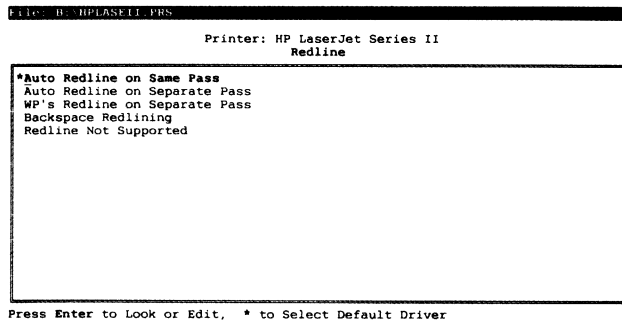 File: B:\HPLASEII.PRS
Printer: HP LaserJet Series II
Redline
*Auto Redline on Same Pass
Auto Redline on Separate Pass
WP's Redline on Separate Pass
Backspace Redlining
Redline Not Supported
Press Enter to Look or Edit, * to Select Default Driver